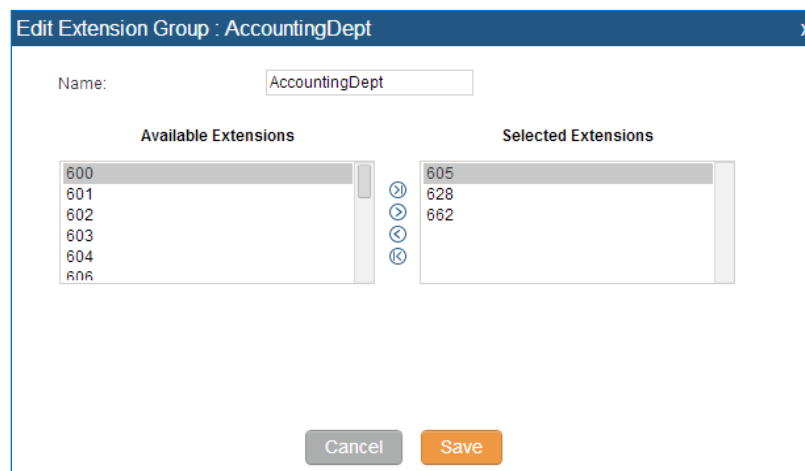 Edit Extension Group : AccountingDept
Name: AccountingDept
Available Extensions Selected Extensions
600 605
601 628
602 662
603
604
606
Cancel Save